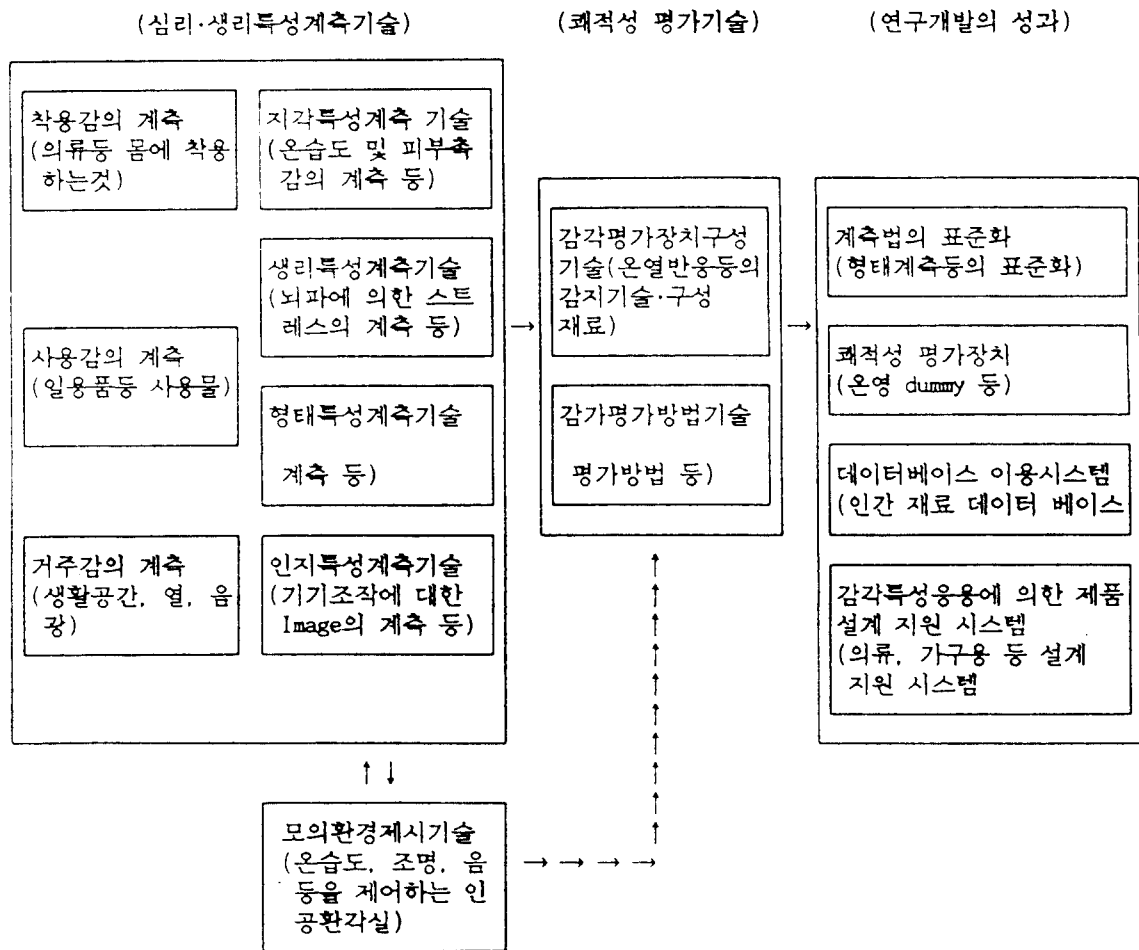 (심리·생리특성계측기술)
(쾌적성 평가기술)
(연구개발의 성과)
착용감의 계측
(의류등 몸에 착용
하는것)
지각특성계측 기술
(온습도 및 피부촉
감의 계측 등)
생리특성계측기술
(뇌파에 의한 스트
레스의 계측 등)
사용감의 계측
(일용품등 사용물)
형태특성계측기술
계측 등)
거주감의 계측
(생활공간, 열, 음
광)
인지특성계측기술
(기기조작에 대한
Image의 계측 등)
감각평가장치구성
기술(온열반응등의
감지기술·구성
재료)
감가평가방법기술
평가방법 등)
계측법의 표준화
(형태계측등의 표준화)
쾌적성 평가장치
(온영 dummy 등)
데이터베이스 이용시스템
(인간 재료 데이터 베이스
감각특성응용에 의한 제품
설계 지원 시스템
(의류, 가구용 등 설계
지원 시스템
모의환경제시기술
(온습도, 조명, 음
등을 제어하는 인
공환각실)